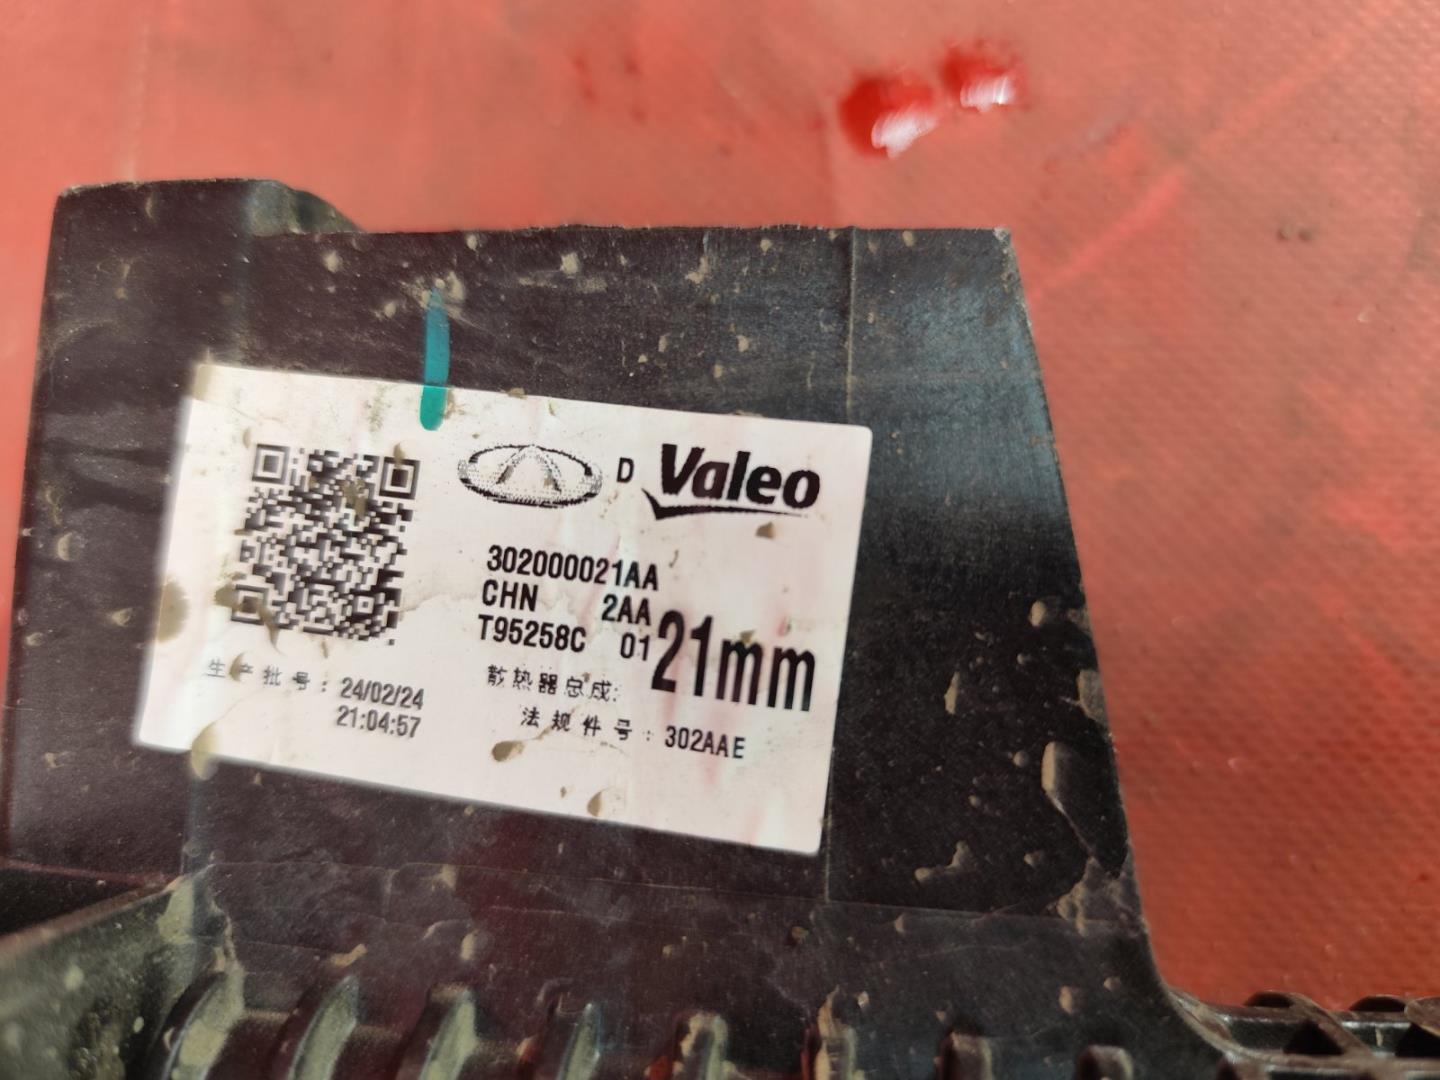 D Valeo
302000021AA
CHN 2AA
T95258C 01
21mm
散热器总成:
法规件号: 302AAE
生产批号: 24/02/24
21:04:57